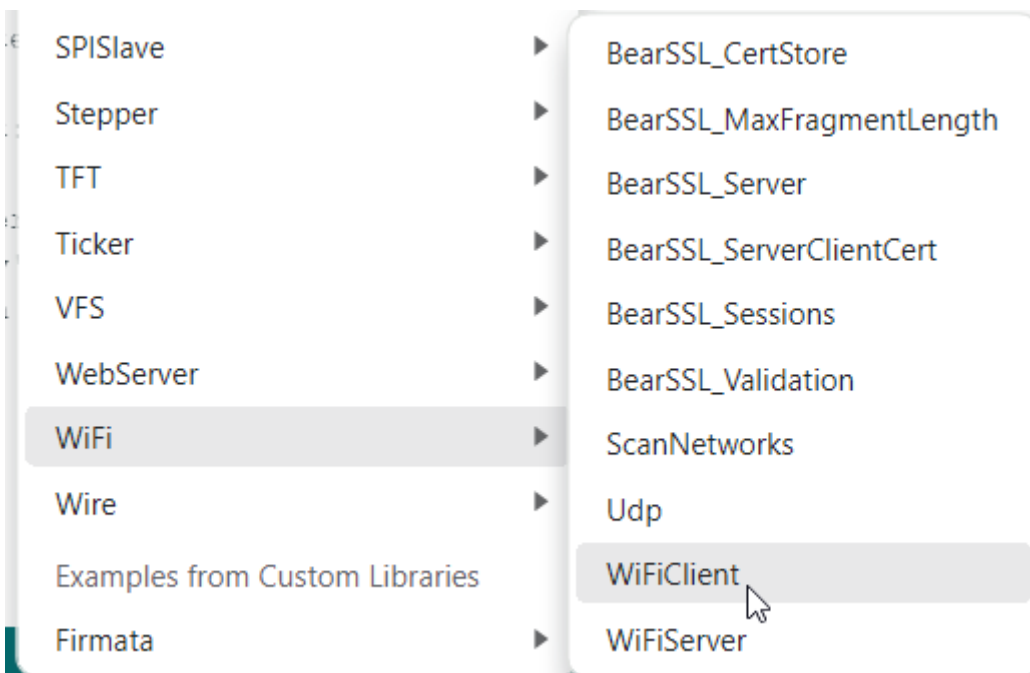 SPISlave
Stepper
TFT
Ticker
VFS
WebServer
WiFi
Wire
Examples from Custom Libraries
Firmata
BearSSL_CertStore
BearSSL_MaxFragmentLength
BearSSL_Server
BearSSL_ServerClientCert
BearSSL_Sessions
BearSSL_Validation
ScanNetworks
Udp
WiFiClient
WiFiServer